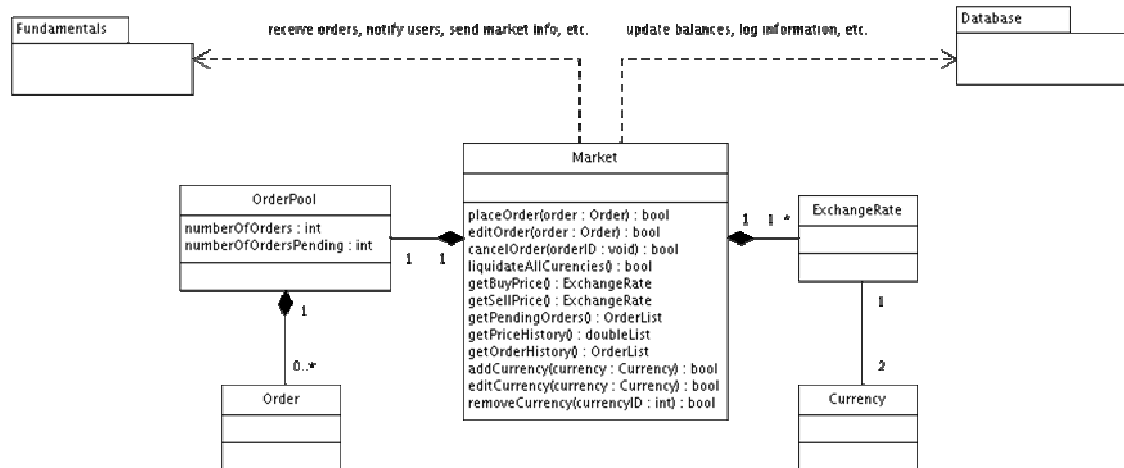 Fundamentals
receive orders, notify users, send market info, etc.
update balances, log information, etc.
Database
Market
placeOrder(order : Order) : bool
editOrder(order : Order) : bool
cancelOrder(orderID : void) : bool
liquidateAllCurencies() : bool
getBuyPrice() : ExchangeRate
getSellPrice() : ExchangeRate
getPendingOrders() : OrderList
getPriceHistory() : doubleList
getOrderHistory() : OrderList
addCurrency(currency : Currency) : bool
editCurrency(currency : Currency) : bool
removeCurrency(currencyID : int) : bool
OrderPool
numberOfOrders : int
numberOfOrdersPending : int
1
1
1
0..*
Order
1
1 *
ExchangeRate
1
2
Currency